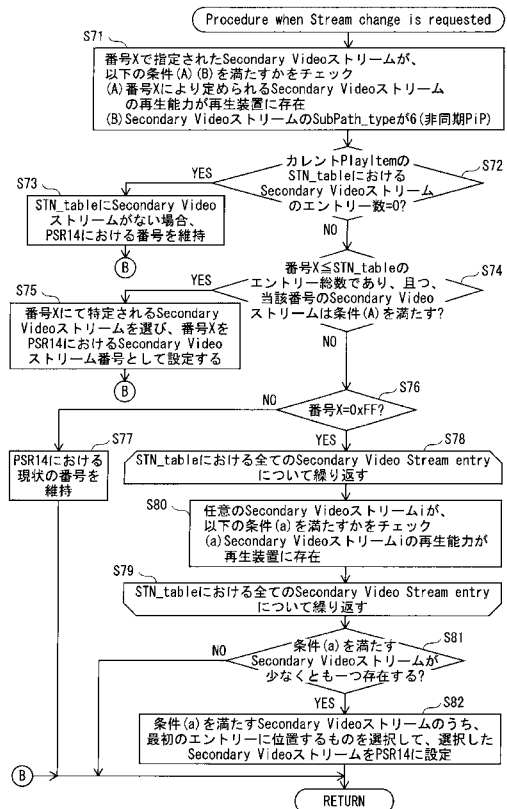 Procedure when Stream change is requested
S71
番号Xで指定されたSecondary Videoストリームが、
以下の条件(A)(B)を満たすかをチェック
(A)番号Xにより定められるSecondary Videoストリーム
の再生能力が再生装置に存在
(B)Secondary VideoストリームのSubPath_typeが6(非同期PiP)
S72
カレントPlayItemの
STN_tableにおける
Secondary Videoストリーム
のエントリー数=0?
YES
NO
S73
STN_tableにSecondary Video
ストリームがない場合、
PSR14における番号を維持
B
S74
番号X≦STN_tableの
エントリー総数であり、且つ、
当該番号のSecondary Video
ストリームは条件(A)を満たす?
YES
NO
S75
番号Xにて特定されるSecondary
Videoストリームを選び、番号Xを
PSR14におけるSecondary Video
ストリーム番号として設定する
B
S76
番号X=0xFF?
NO
YES
S77
PSR14における
現状の番号を
維持
S78
STN_tableにおける全てのSecondary Video Stream entry
について繰り返す
S80
任意のSecondary Videoストリームiが、
以下の条件(a)を満たすかをチェック
(a)Secondary Videoストリームiの再生能力が
再生装置に存在
S79
STN_tableにおける全てのSecondary Video Stream entry
について繰り返す
S81
条件(a)を満たす
Secondary Videoストリームが
少なくとも一つ存在する?
NO
YES
S82
条件(a)を満たすSecondary Videoストリームのうち、
最初のエントリーに位置するものを選択して、選択した
Secondary VideoストリームをPSR14に設定
B
RETURN